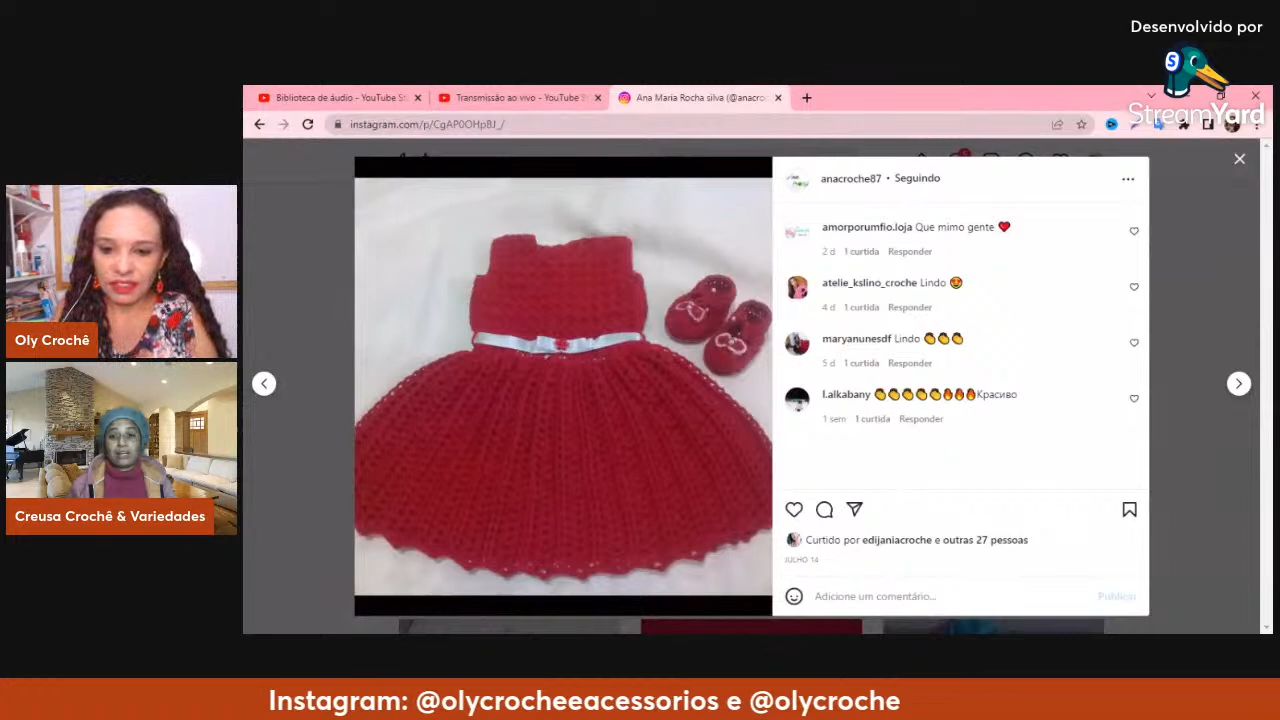 Desenvolvido por
StreamYard
Biblioteca de áudio - YouTube S
Transmissão ao vivo - YouTube S
Ana Maria Rocha silva (@anacroc
instagram.com/p/CgAP0OHpBJ_/
anacroche87 • Seguindo
amorporumfio.loja Que mimo gente ❤
2 d 1 curtida Responder
atelie_kslino_croche Lindo 😍
4 d 1 curtida Responder
maryanunesdf Lindo 👏👏👏
5 d 1 curtida Responder
l.alkabany 👏👏👏👏👏🔥🔥🔥Красиво
1 sem 1 curtida Responder
Curtido por edijaniacroche e outras 27 pessoas
JULHO 14
Adicione um comentário...
Publicar
Oly Crochê
Creusa Crochê & Variedades
Instagram: @olycrocheeacessorios e @olycroche